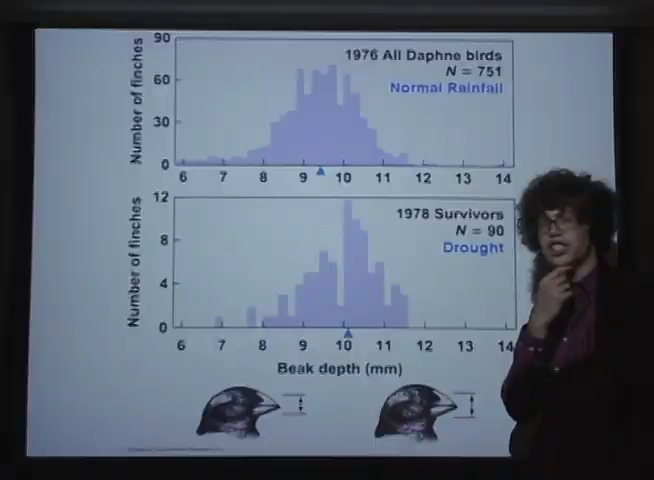 Number of finches
90
60
30
0
1976 All Daphne birds
N = 751
Normal Rainfall
6 7 8 9 10 11 12 13 14
Number of finches
12
8
4
0
1978 Survivors
N = 90
Drought
6 7 8 9 10 11 12 13 14
Beak depth (mm)